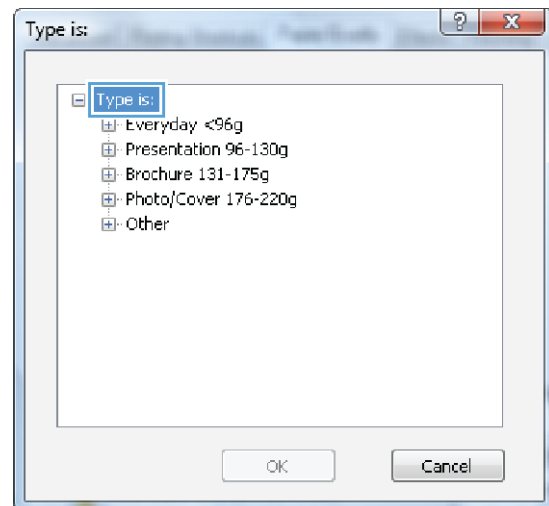 Type is:
Type is:
Everyday <96g
Presentation 96-130g
Brochure 131-175g
Photo/Cover 176-220g
Other
OK
Cancel